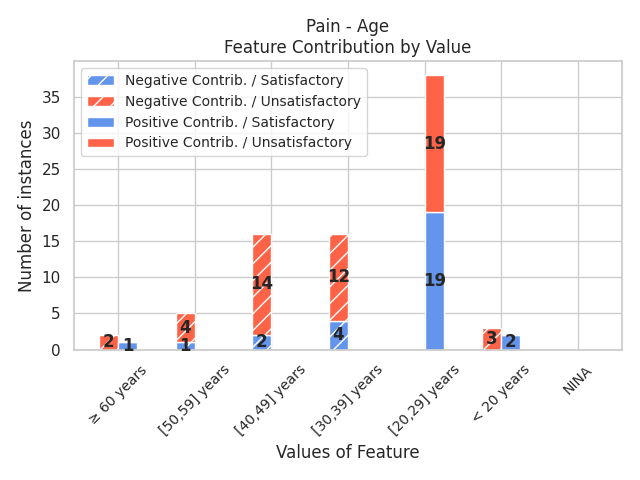 Pain - Age
Feature Contribution by Value
Negative Contrib. / Satisfactory
Negative Contrib. / Unsatisfactory
Positive Contrib. / Satisfactory
Positive Contrib. / Unsatisfactory
Number of instances
35
30
25
20
15
10
5
0
2
1
4
1
14
2
12
4
19
19
3
2
≥ 60 years
[50,59] years
[40,49] years
[30,39] years
[20,29] years
< 20 years
NINA
Values of Feature